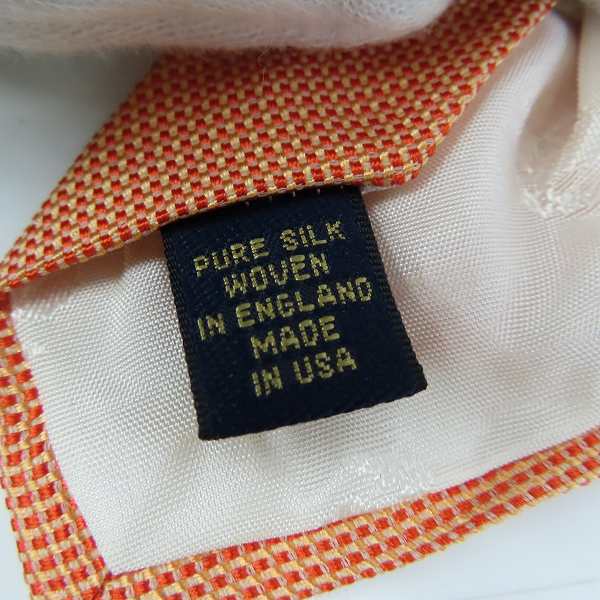 PURE SILK
WOVEN
IN ENGLAND
MADE
IN USA